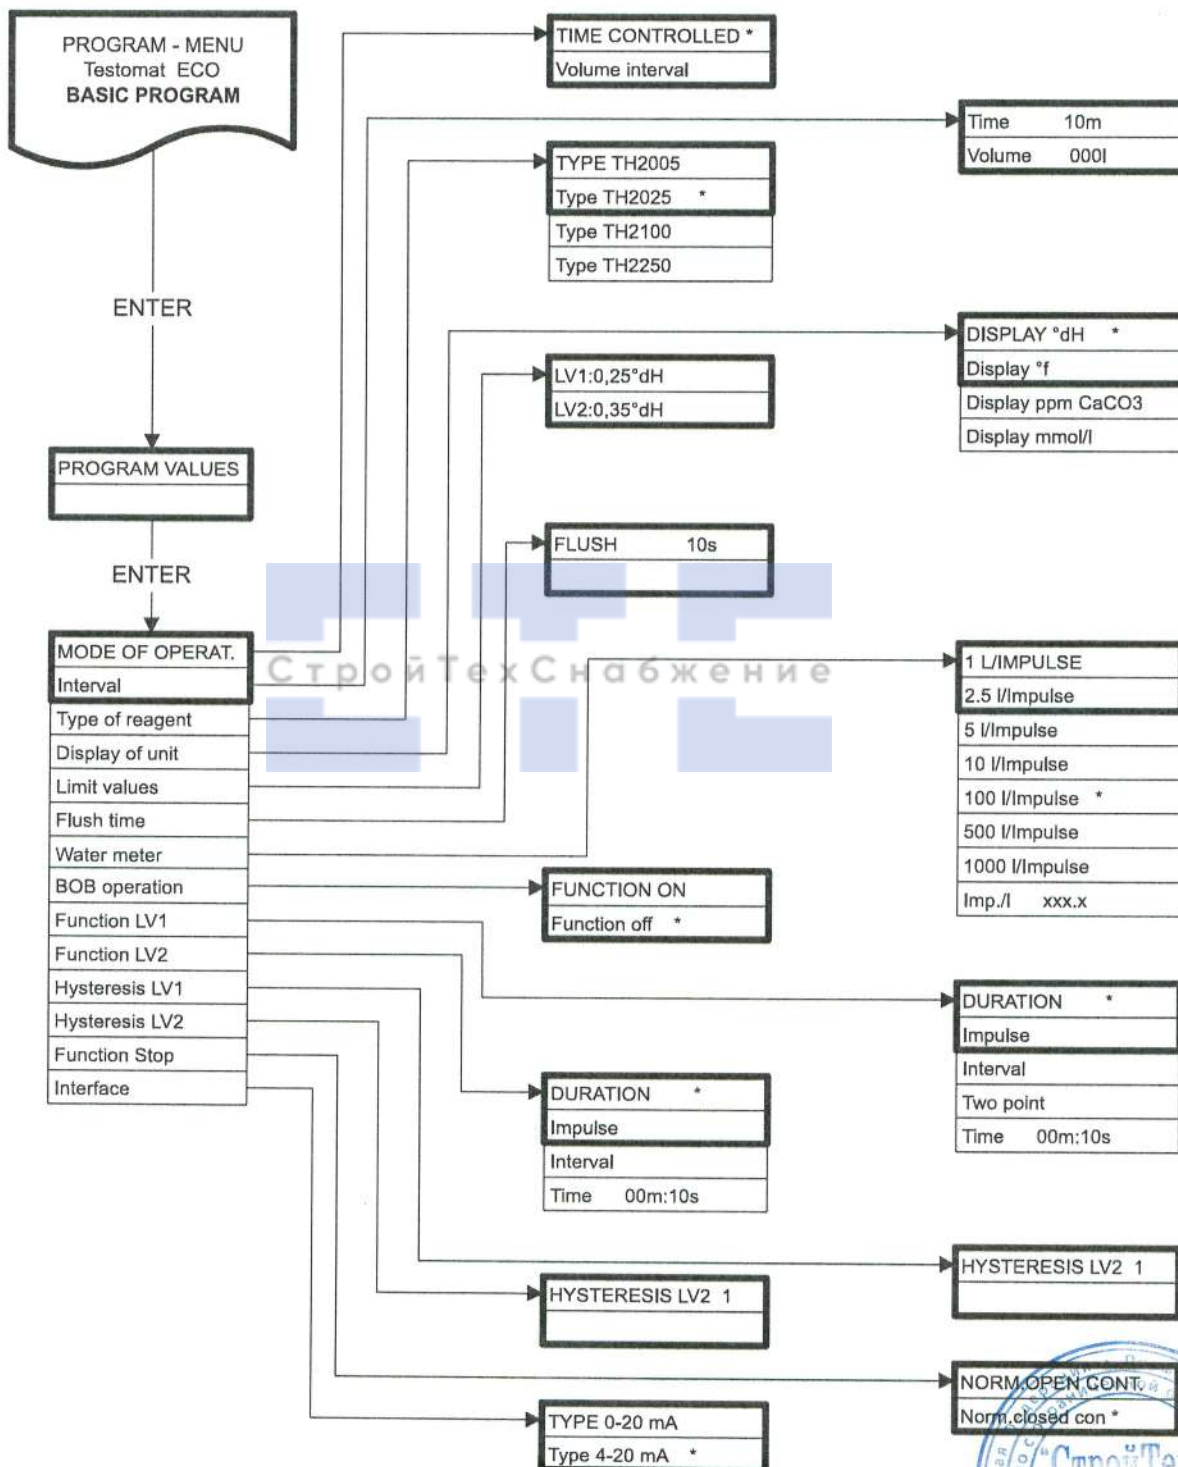 PROGRAM - MENU
Testomat ECO
BASIC PROGRAM
ENTER
PROGRAM VALUES
ENTER
MODE OF OPERAT.
Interval
Type of reagent
Display of unit
Limit values
Flush time
Water meter
BOB operation
Function LV1
Function LV2
Hysteresis LV1
Hysteresis LV2
Function Stop
Interface
TIME CONTROLLED *
Volume interval
Time 10m
Volume 000l
TYPE TH2005
Type TH2025 *
Type TH2100
Type TH2250
DISPLAY °dH *
Display °f
Display ppm CaCO3
Display mmol/l
LV1:0,25°dH
LV2:0,35°dH
FLUSH 10s
СтройТехСнабжение
1 L/IMPULSE
2.5 l/Impulse
5 l/Impulse
10 l/Impulse
100 l/Impulse *
500 l/Impulse
1000 l/Impulse
Imp./l xxx.x
FUNCTION ON
Function off *
DURATION *
Impulse
Interval
Two point
Time 00m:10s
DURATION *
Impulse
Interval
Time 00m:10s
HYSTERESIS LV2 1
HYSTERESIS LV2 1
NORM.OPEN CONT.
Norm.closed con *
TYPE 0-20 mA
Type 4-20 mA *
"СтройТе